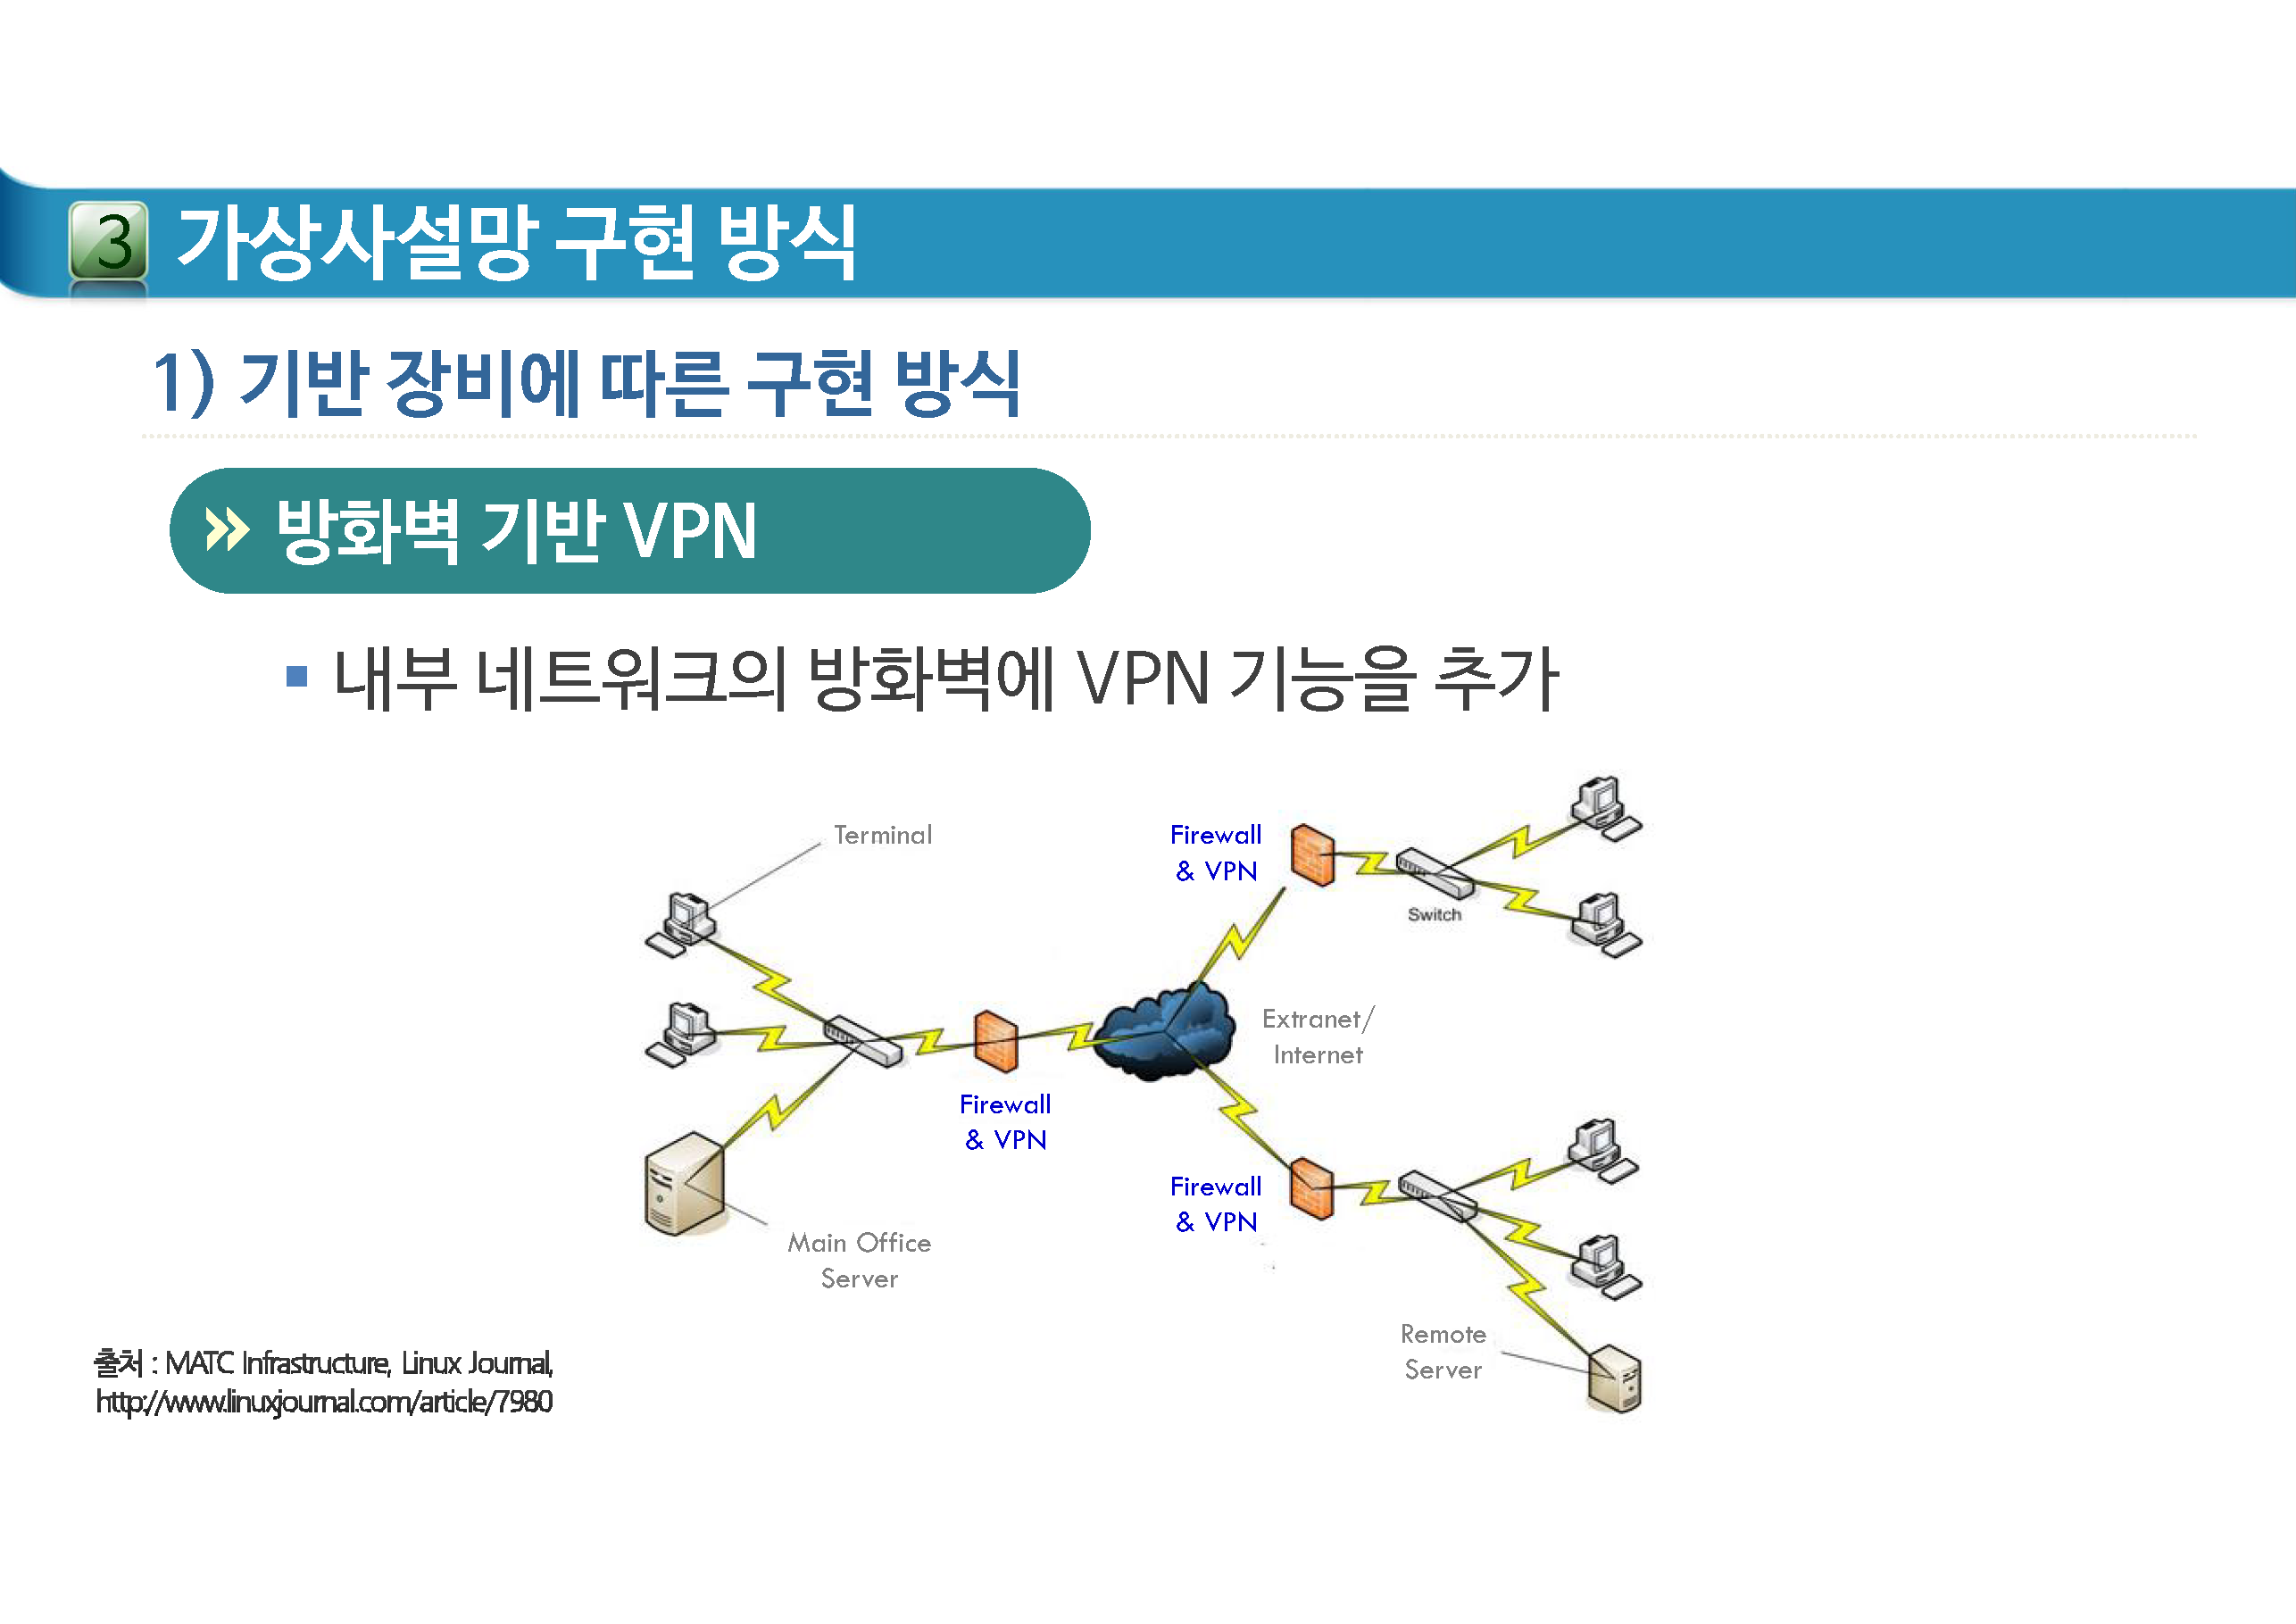 3 가상사설망 구현 방식
1) 기반 장비에 따른 구현 방식
» 방화벽 기반 VPN
▪ 내부 네트워크의 방화벽에 VPN 기능을 추가
Terminal
Firewall
& VPN
Switch
Extranet/
Internet
Firewall
& VPN
Firewall
& VPN
Main Office
Server
Remote
Server
출처 : MATC Infrastructure, Linux Journal,
http://www.linuxjournal.com/article/7980